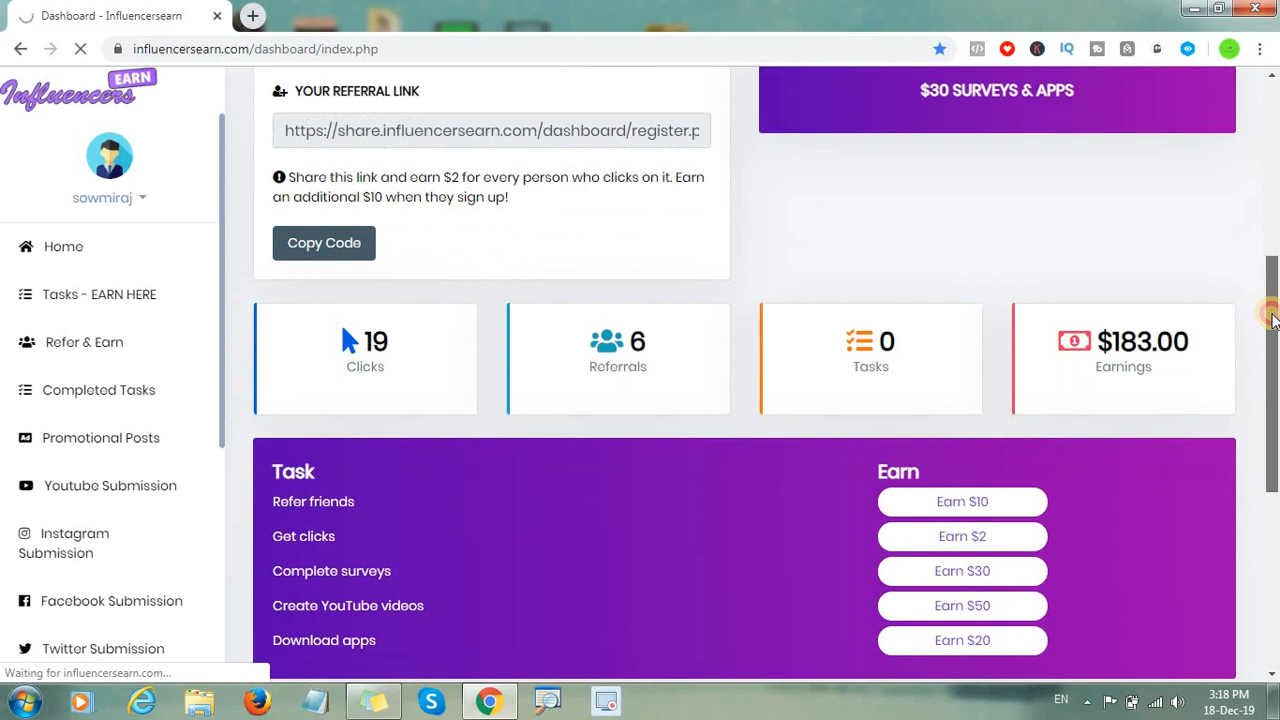 Dashboard - Influencersearn
influencersearn.com/dashboard/index.php
EARN
Influencers
sowmiraj
Home
Tasks - EARN HERE
Refer & Earn
Completed Tasks
Promotional Posts
Youtube Submission
Instagram
Submission
Facebook Submission
Twitter Submission
YOUR REFERRAL LINK
https://share.influencersearn.com/dashboard/register.p
Share this link and earn $2 for every person who clicks on it. Earn
an additional $10 when they sign up!
Copy Code
$30 SURVEYS & APPS
19
Clicks
6
Referrals
0
Tasks
$183.00
Earnings
Task Earn
Refer friends Earn $10
Get clicks Earn $2
Complete surveys Earn $30
Create YouTube videos Earn $50
Download apps Earn $20
Waiting for influencersearn.com...
EN
3:18 PM
18-Dec-19